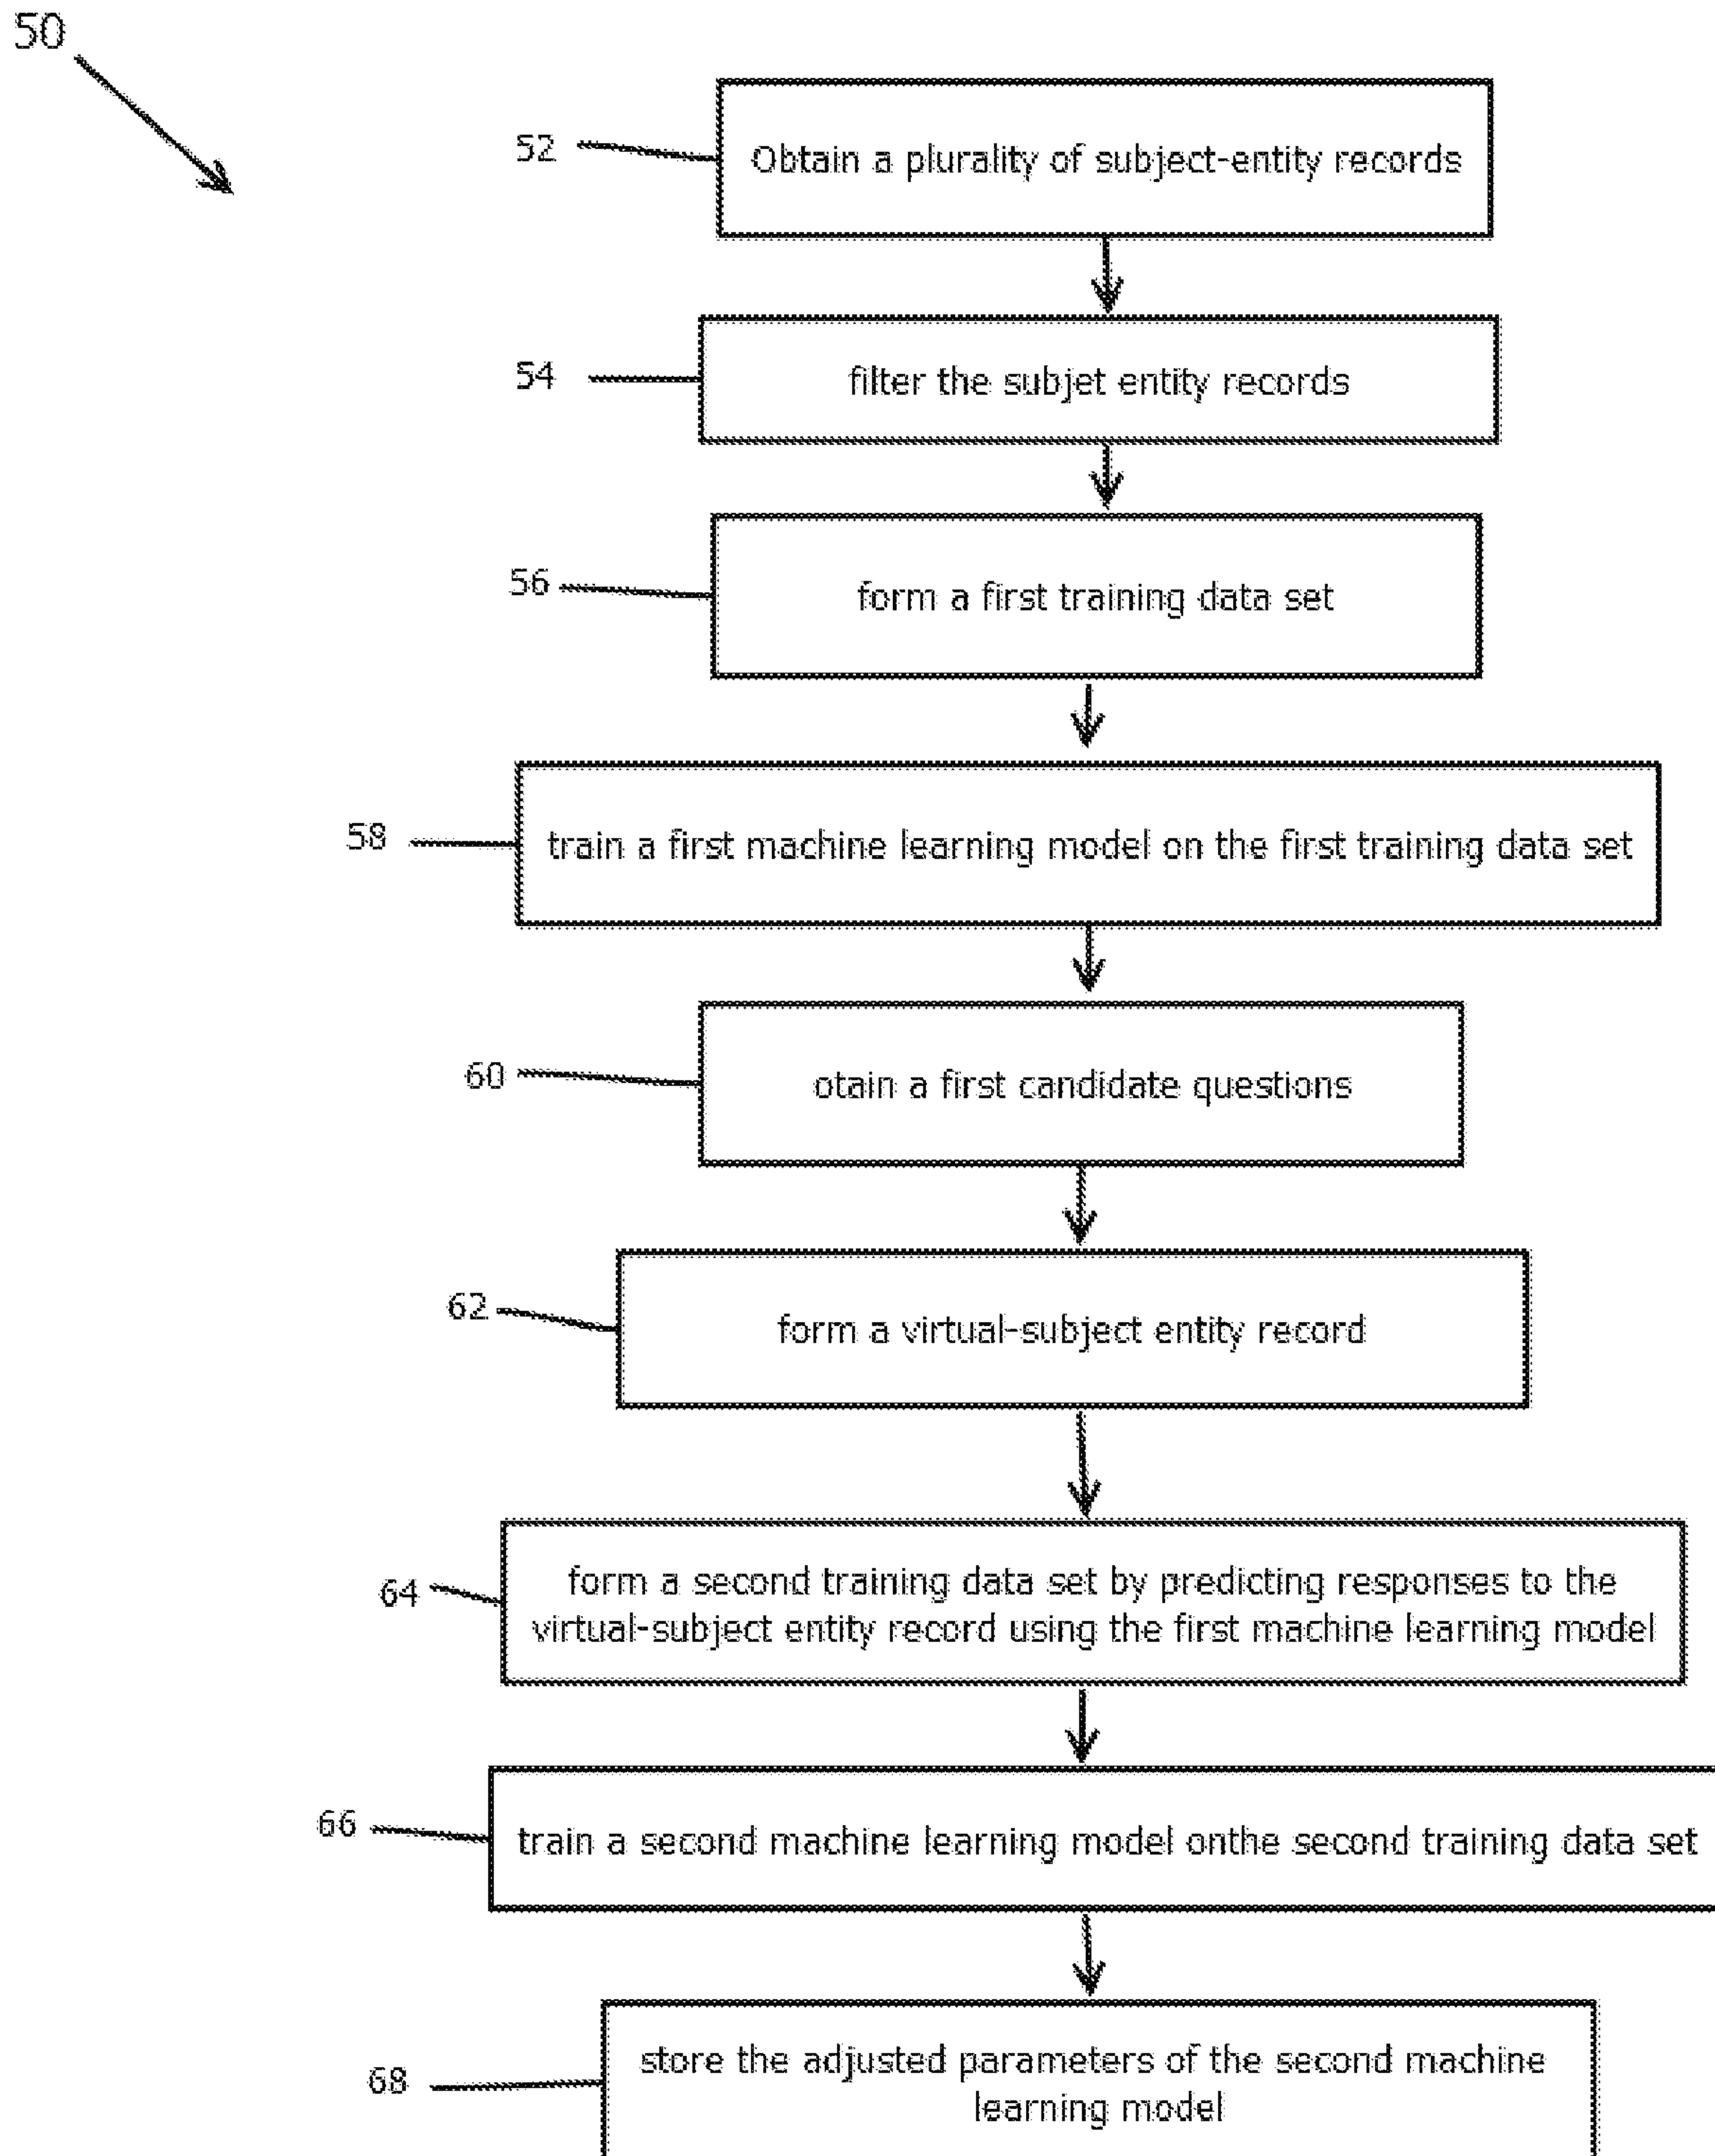 50
52
Obtain a plurality of subject-entity records
54
filter the subjet entity records
56
form a first training data set
58
train a first machine learning model on the first training data set
60
otain a first candidate questions
62
form a virtual-subject entity record
64
form a second training data set by predicting responses to the
virtual-subject entity record using the first machine learning model
66
train a second machine learning model onthe second training data set
68
store the adjusted parameters of the second machine
learning model